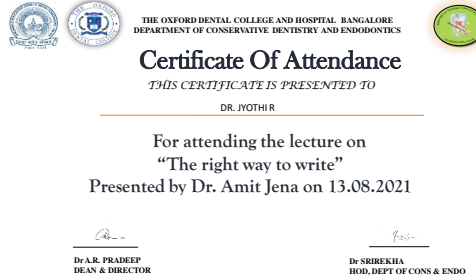 THE OXFORD DENTAL COLLEGE AND HOSPITAL BANGALORE
DEPARTMENT OF CONSERVATIVE DENTISTRY AND ENDODONTICS
Certificate Of Attendance
THIS CERTIFICATE IS PRESENTED TO
DR. JYOTHI R
For attending the lecture on
“The right way to write”
Presented by Dr. Amit Jena on 13.08.2021
Dr A.R. PRADEEP
DEAN & DIRECTOR
Dr SRIREKHA
HOD, DEPT OF CONS & ENDO